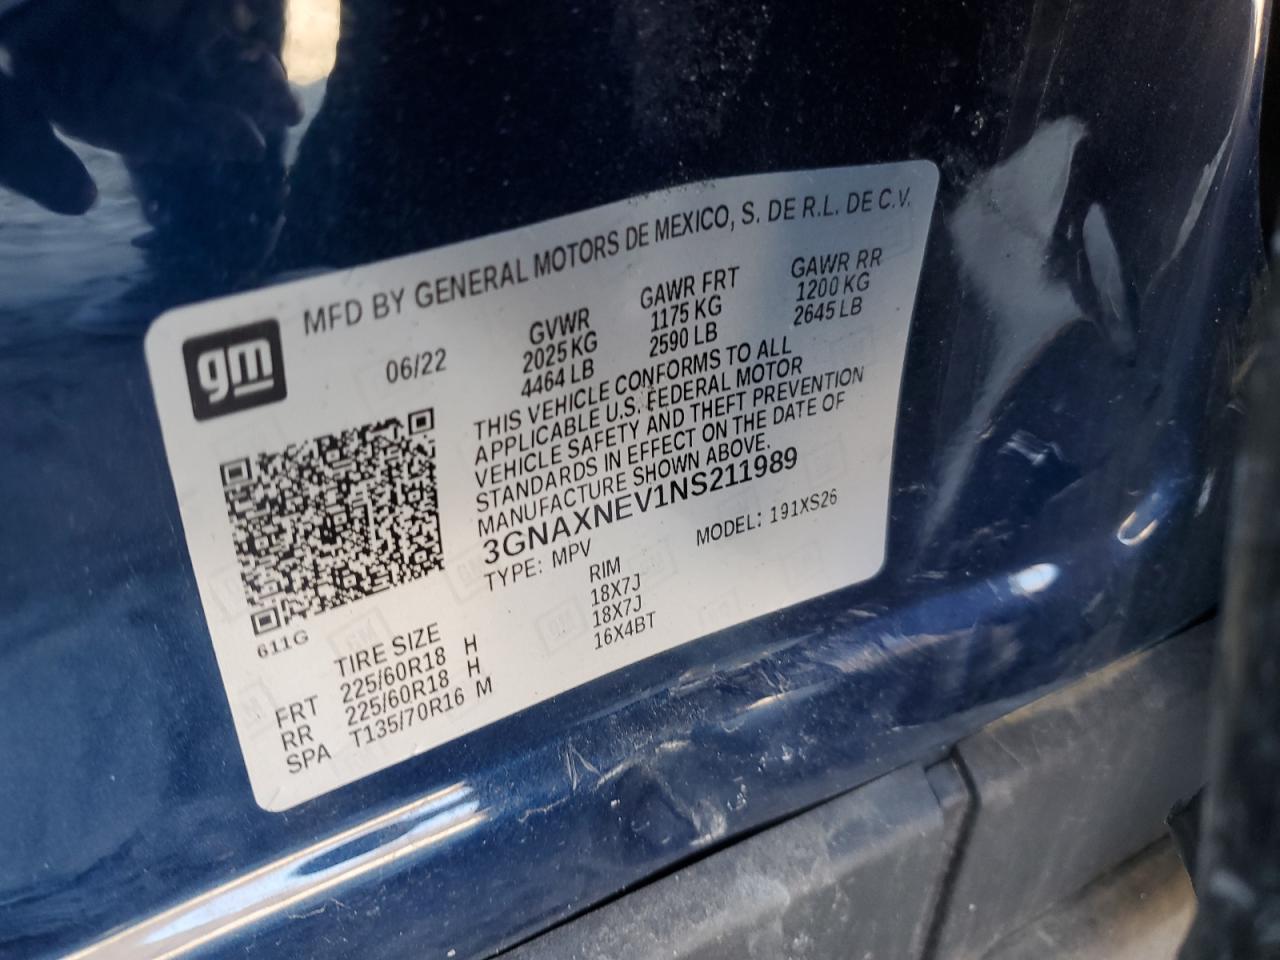 gm
MFD BY GENERAL MOTORS DE MEXICO, S. DE R.L. DE C.V.
06/22
GVWR GAWR FRT GAWR RR
2025 KG 1175 KG 1200 KG
4464 LB 2590 LB 2645 LB
THIS VEHICLE CONFORMS TO ALL
APPLICABLE U.S. FEDERAL MOTOR
VEHICLE SAFETY AND THEFT PREVENTION
STANDARDS IN EFFECT ON THE DATE OF
MANUFACTURE SHOWN ABOVE.
3GNAXNEV1NS211989
TYPE: MPV MODEL: 191XS26
611G
TIRE SIZE RIM
FRT 225/60R18 H 18X7J
RR 225/60R18 H 18X7J
SPA T135/70R16 M 16X4BT